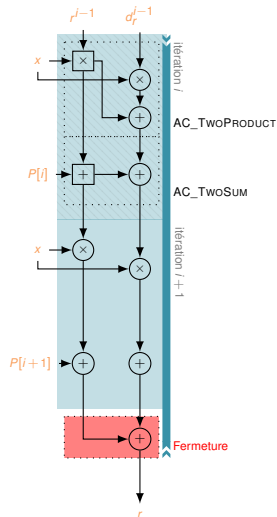 r^{i−1} d_r^{i−1}
x
×
×
+
itération i
AC_TWOPRODUCT
P[i]
+
+
AC_TWOSUM
x
×
×
itération i + 1
P[i+1]
+
+
+
Fermeture
r